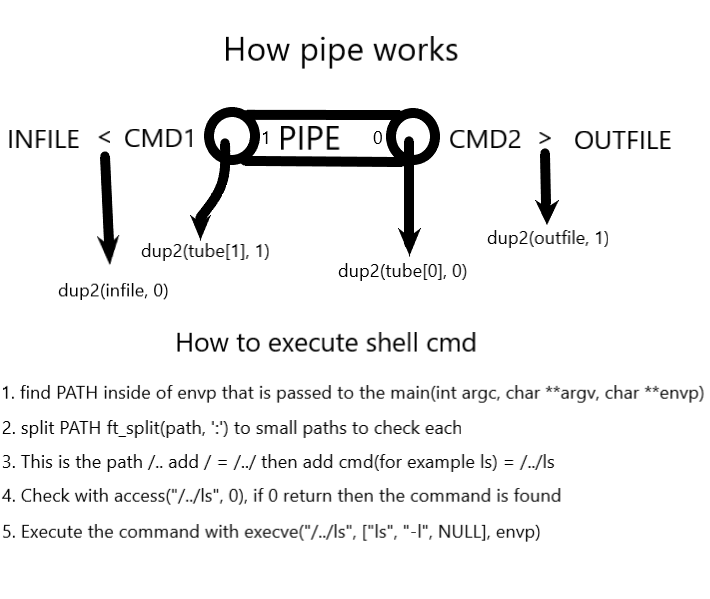 How pipe works
INFILE < CMD1 1 PIPE 0 CMD2 > OUTFILE
dup2(outfile, 1)
dup2(tube[1], 1)
dup2(tube[0], 0)
dup2(infile, 0)
How to execute shell cmd
1. find PATH inside of envp that is passed to the main(int argc, char **argv, char **envp)
2. split PATH ft_split(path, ':') to small paths to check each
3. This is the path /.. add / = /../ then add cmd(for example ls) = /../ls
4. Check with access("/../ls", 0), if 0 return then the command is found
5. Execute the command with execve("/../ls", ["ls", "-l", NULL], envp)